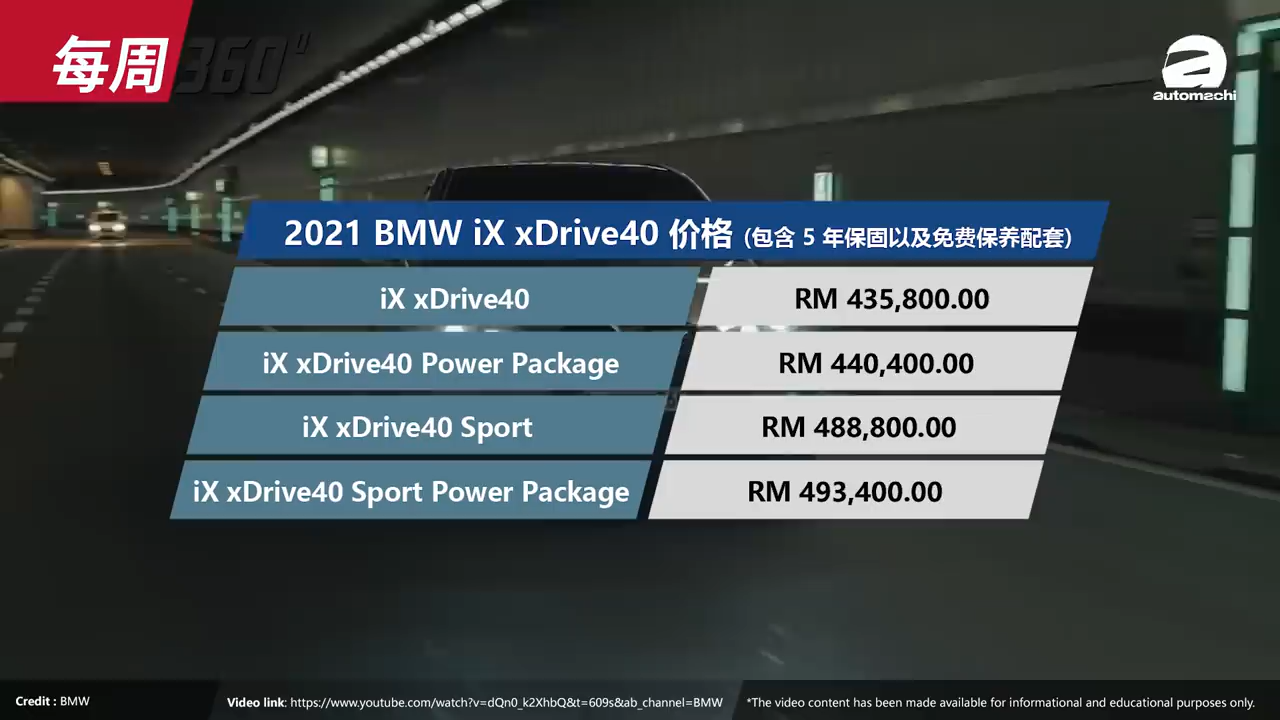 每周360°
automachi
2021 BMW iX xDrive40 价格 (包含 5 年保固以及免费保养配套)
iX xDrive40 RM 435,800.00
iX xDrive40 Power Package RM 440,400.00
iX xDrive40 Sport RM 488,800.00
iX xDrive40 Sport Power Package RM 493,400.00
Credit : BMW
Video link: https://www.youtube.com/watch?v=dQn0_k2XhbQ&t=609s&ab_channel=BMW
*The video content has been made available for informational and educational purposes only.